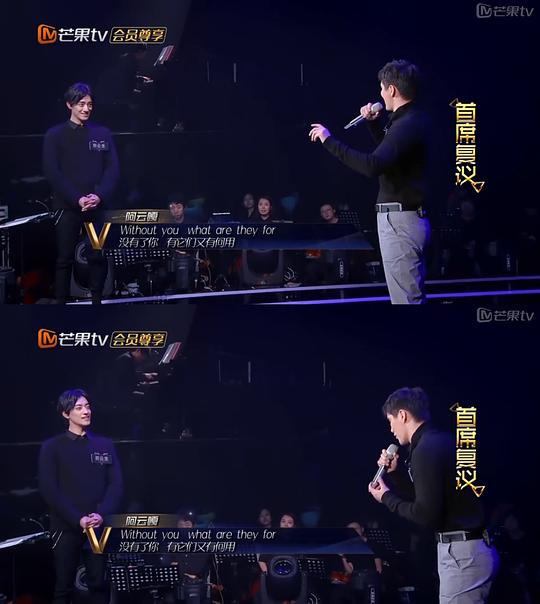 芒果tv 会员尊享
芒果TV
首席复议
阿云嘎
Without you what are they for
没有了你 有它们又有何用
芒果tv 会员尊享
芒果TV
首席复议
阿云嘎
Without you what are they for
没有了你 有它们又有何用